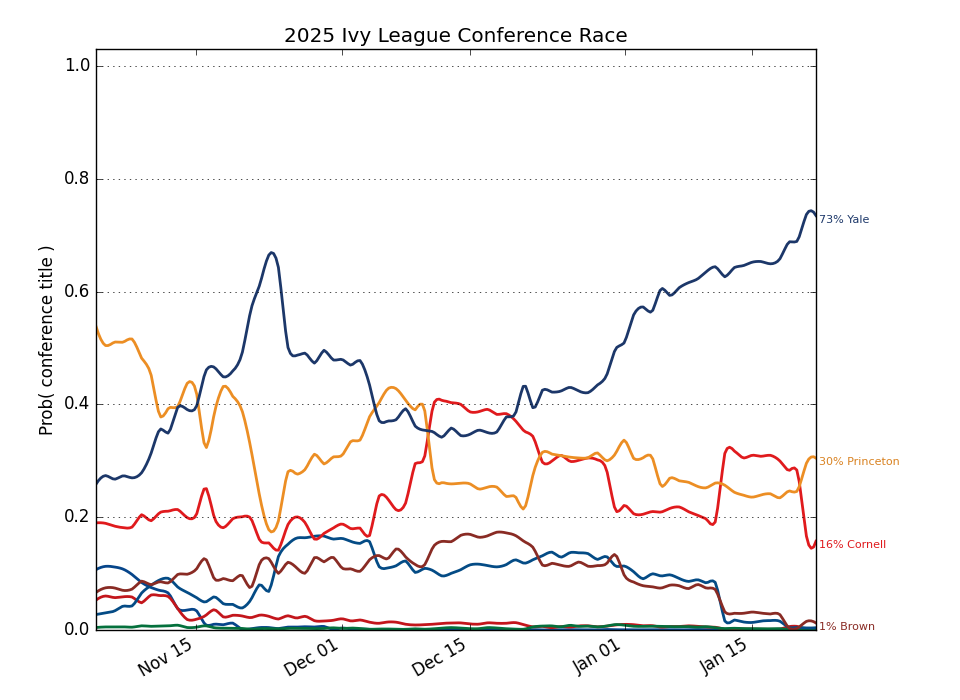 2025 Ivy League Conference Race
Prob( conference title )
1.0
0.8
0.6
0.4
0.2
0.0
Nov 15
Dec 01
Dec 15
Jan 01
Jan 15
73% Yale
30% Princeton
16% Cornell
1% Brown